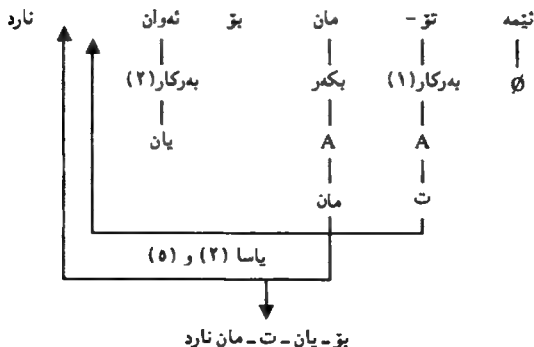 ئێمە تۆ - مان بۆ ئەوان نارد
Ø بەرکار (١) بکەر بەرکار (٢)
A A یان
ت مان
یاسا (٢) و (٥)
بۆ - یان - ت - مان نارد